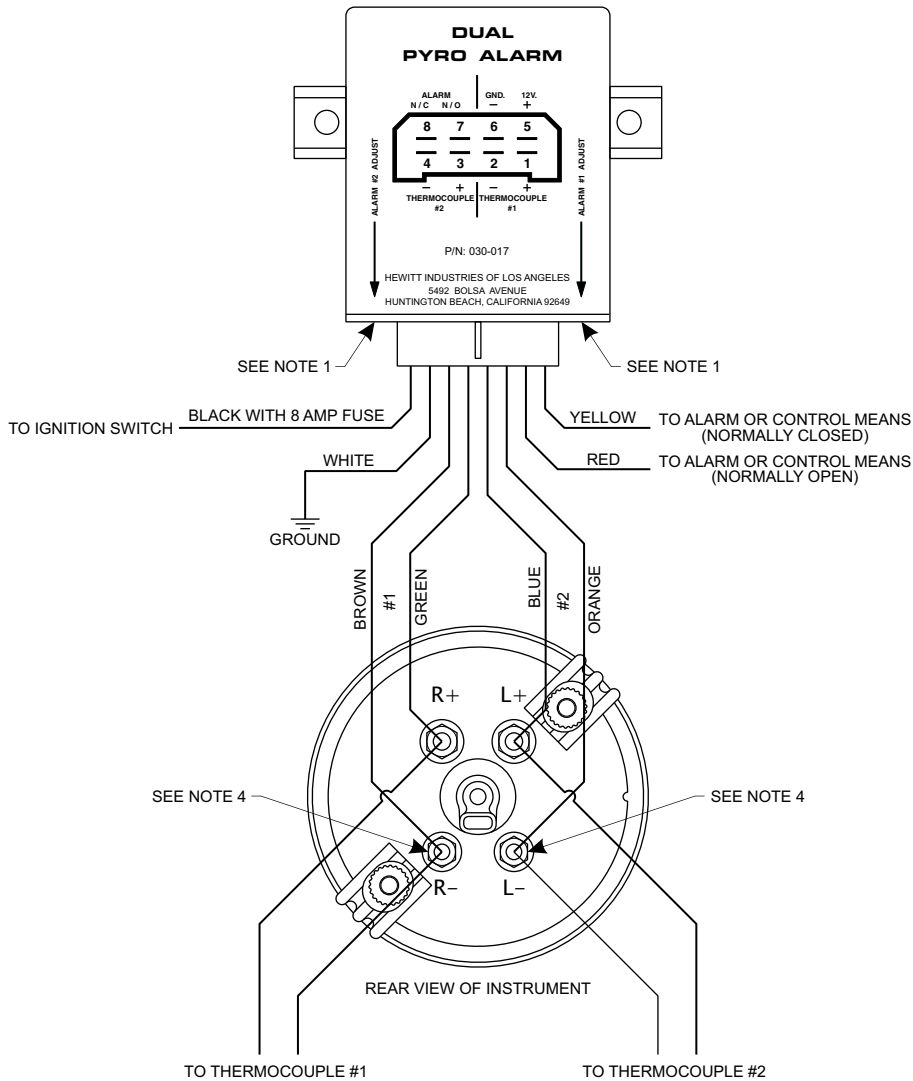 DUAL
PYRO ALARM
ALARM
N / C N / O
GND.
−
12V.
+
8 7 6 5
4 3 2 1
− + − +
THERMOCOUPLE
#2
THERMOCOUPLE
#1
ALARM #2 ADJUST
ALARM #1 ADJUST
P/N: 030-017
HEWITT INDUSTRIES OF LOS ANGELES
5492 BOLSA AVENUE
HUNTINGTON BEACH, CALIFORNIA 92649
SEE NOTE 1
SEE NOTE 1
TO IGNITION SWITCH
BLACK WITH 8 AMP FUSE
YELLOW
TO ALARM OR CONTROL MEANS
(NORMALLY CLOSED)
WHITE
RED
TO ALARM OR CONTROL MEANS
(NORMALLY OPEN)
GROUND
BROWN
#1
GREEN
BLUE
#2
ORANGE
R+
L+
SEE NOTE 4
SEE NOTE 4
R−
L−
REAR VIEW OF INSTRUMENT
TO THERMOCOUPLE #1
TO THERMOCOUPLE #2